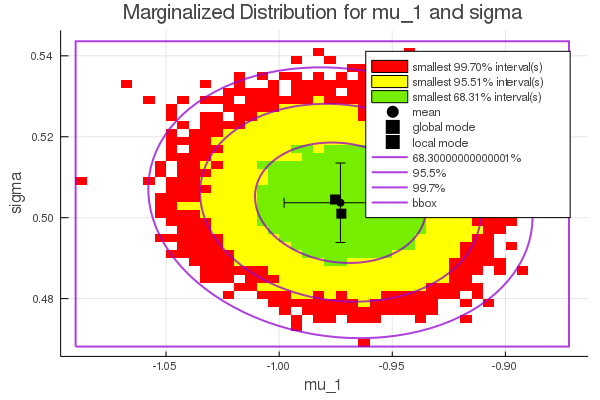 Marginalized Distribution for mu_1 and sigma
sigma
0.54
0.52
0.50
0.48
smallest 99.70% interval(s)
smallest 95.51% interval(s)
smallest 68.31% interval(s)
mean
global mode
local mode
68.30000000000001%
95.5%
99.7%
bbox
-1.05
-1.00
-0.95
-0.90
mu_1